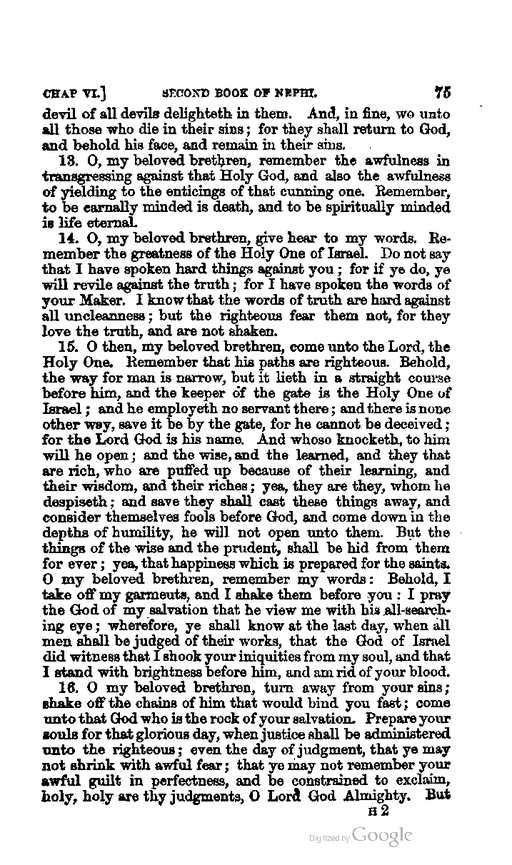 CHAP VI.] SECOND BOOK OF NEPHI. 75
devil of all devils delighteth in them. And, in fine, wo unto
all those who die in their sins; for they shall return to God,
and behold his face, and remain in their sins.
13. O, my beloved brethren, remember the awfulness in
transgressing against that Holy God, and also the awfulness
of yielding to the enticings of that cunning one. Remember,
to be carnally minded is death, and to be spiritually minded
is life eternal.
14. O, my beloved brethren, give hear to my words. Re-
member the greatness of the Holy One of Israel. Do not say
that I have spoken hard things against you; for if ye do, ye
will revile against the truth; for I have spoken the words of
your Maker. I know that the words of truth are hard against
all uncleanness; but the righteous fear them not, for they
love the truth, and are not shaken.
15. O then, my beloved brethren, come unto the Lord, the
Holy One. Remember that his paths are righteous. Behold,
the way for man is narrow, but it lieth in a straight course
before him, and the keeper of the gate is the Holy One of
Israel; and he employeth no servant there; and there is none
other way, save it be by the gate, for he cannot be deceived;
for the Lord God is his name. And whoso knocketh, to him
will he open; and the wise, and the learned, and they that
are rich, who are puffed up because of their learning, and
their wisdom, and their riches; yea, they are they, whom he
despiseth; and save they shall cast these things away, and
consider themselves fools before God, and come down in the
depths of humility, he will not open unto them. But the
things of the wise and the prudent, shall be hid from them
for ever; yea, that happiness which is prepared for the saints.
O my beloved brethren, remember my words: Behold, I
take off my garments, and I shake them before you: I pray
the God of my salvation that he view me with his all-search-
ing eye; wherefore, ye shall know at the last day, when all
men shall be judged of their works, that the God of Israel
did witness that I shook your iniquities from my soul, and that
I stand with brightness before him, and am rid of your blood.
16. O my beloved brethren, turn away from your sins;
shake off the chains of him that would bind you fast; come
unto that God who is the rock of your salvation. Prepare your
souls for that glorious day, when justice shall be administered
unto the righteous; even the day of judgment, that ye may
not shrink with awful fear; that ye may not remember your
awful guilt in perfectness, and be constrained to exclaim,
holy, holy are thy judgments, O Lord God Almighty. But
H 2
Digitized by Google